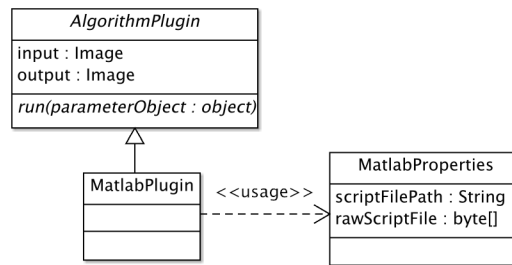 AlgorithmPlugin
input : Image
output : Image
run(parameterObject : object)
MatlabPlugin
<<usage>>
MatlabProperties
scriptFilePath : String
rawScriptFile : byte[]